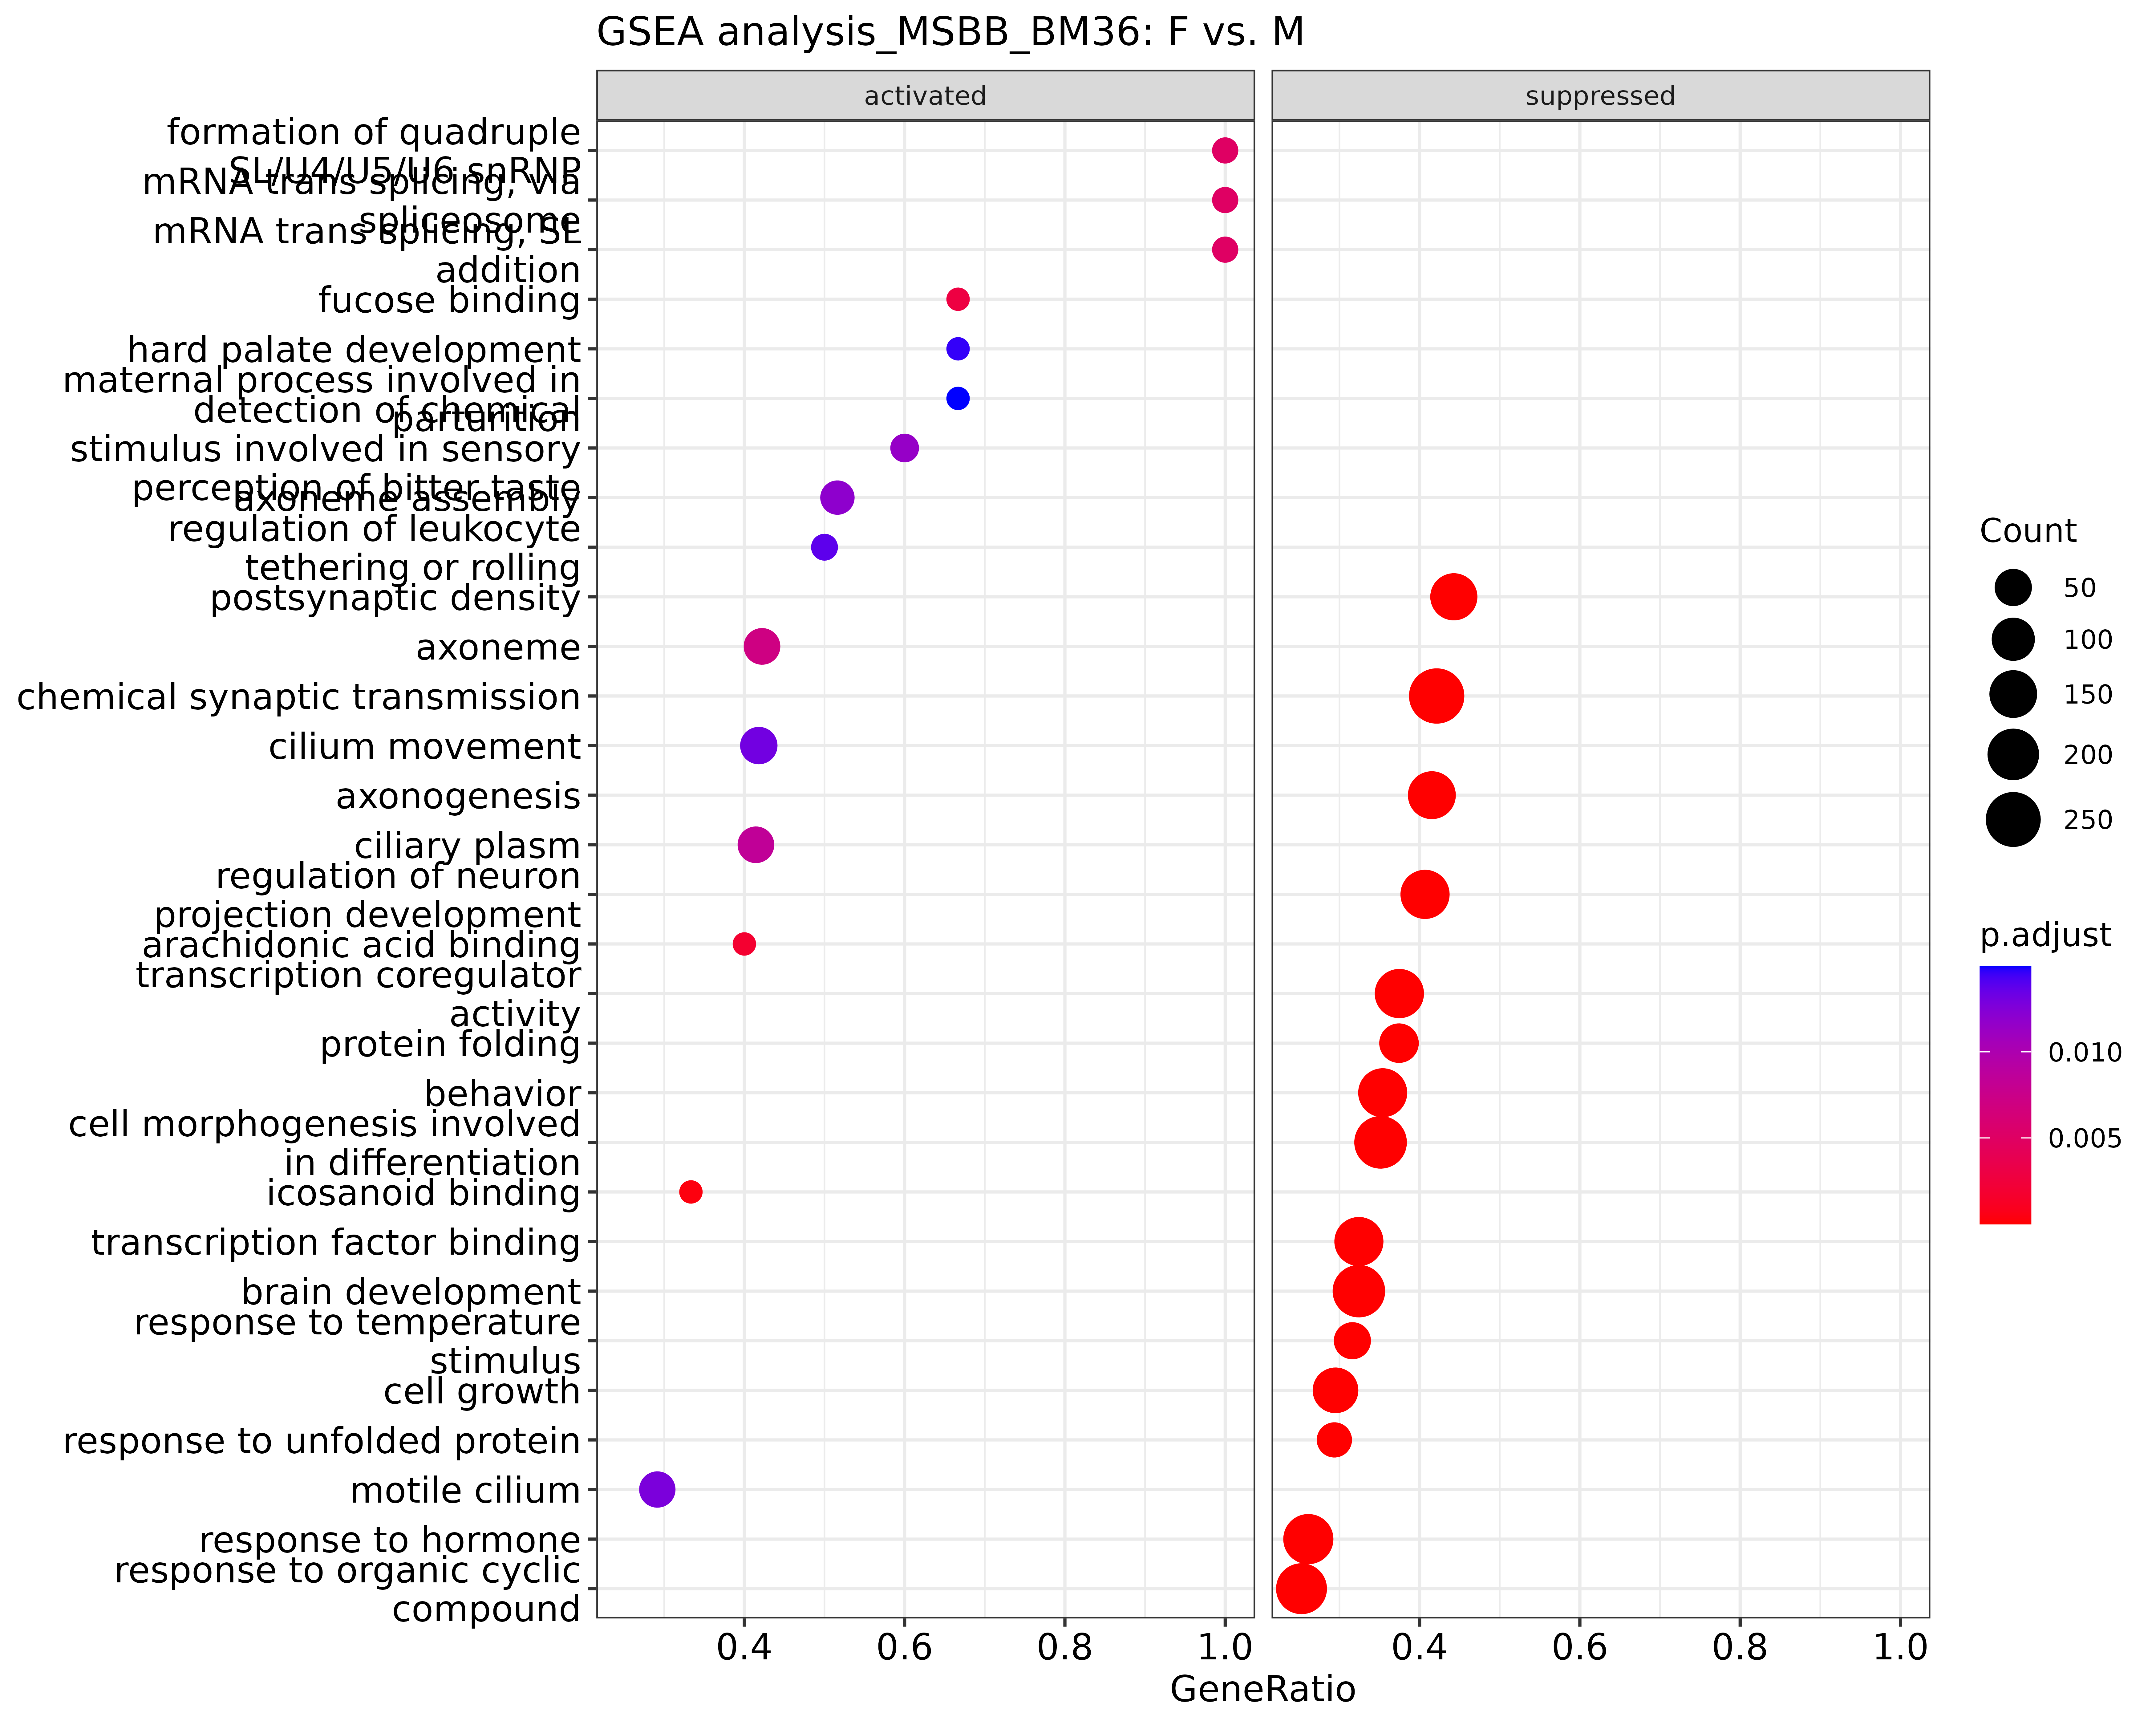 GSEA analysis_MSBB_BM36: F vs. M
activated
suppressed
formation of quadruple
SL/U4/U5/U6 snRNP
mRNA trans splicing, via
spliceosome
mRNA trans splicing, SL
addition
fucose binding
hard palate development
maternal process involved in
parturition
detection of chemical
stimulus involved in sensory
perception of bitter taste
axoneme assembly
regulation of leukocyte
tethering or rolling
postsynaptic density
axoneme
chemical synaptic transmission
cilium movement
axonogenesis
ciliary plasm
regulation of neuron
projection development
arachidonic acid binding
transcription coregulator
activity
protein folding
behavior
cell morphogenesis involved
in differentiation
icosanoid binding
transcription factor binding
brain development
response to temperature
stimulus
cell growth
response to unfolded protein
motile cilium
response to hormone
response to organic cyclic
compound
0.4 0.6 0.8 1.0
0.4 0.6 0.8 1.0
GeneRatio
Count
50
100
150
200
250
p.adjust
0.010
0.005